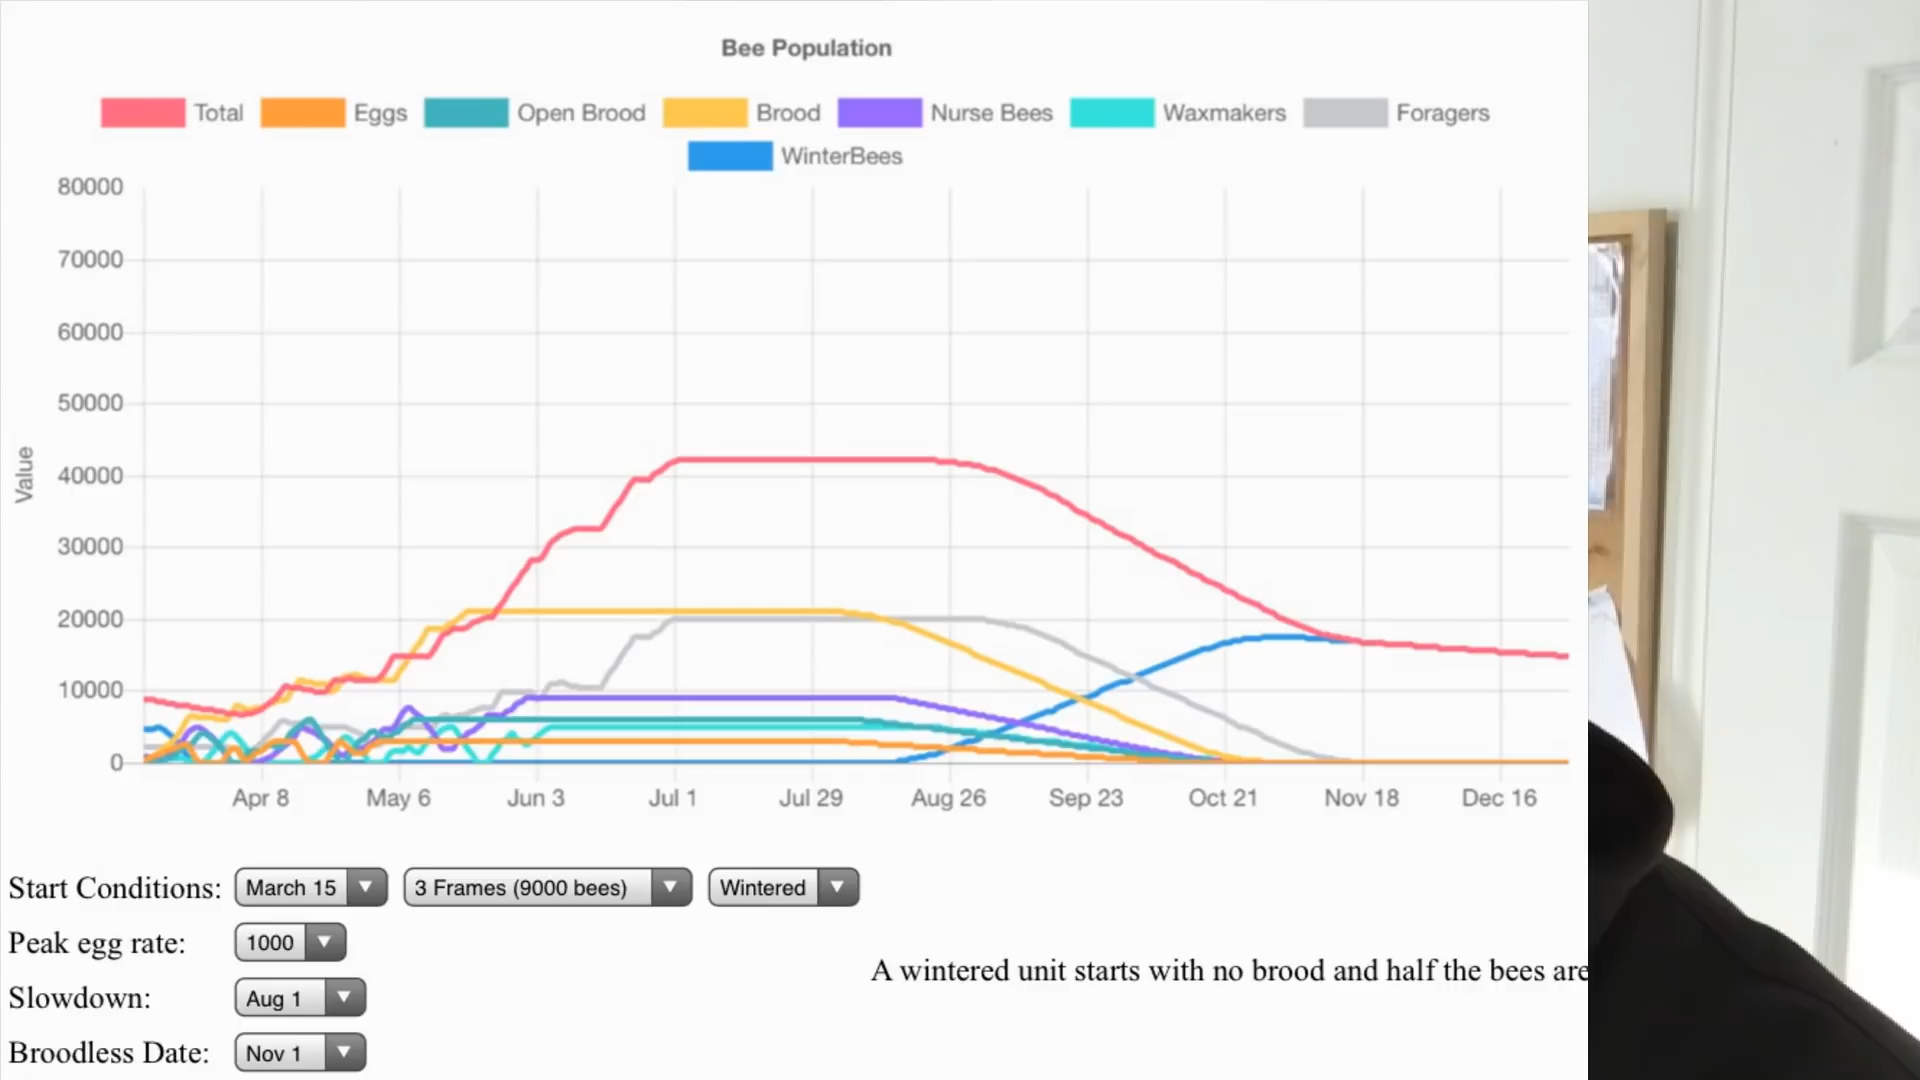 Bee Population
Total Eggs Open Brood Brood Nurse Bees Waxmakers Foragers
WinterBees
80000
70000
60000
50000
40000
30000
20000
10000
0
Value
Apr 8 May 6 Jun 3 Jul 1 Jul 29 Aug 26 Sep 23 Oct 21 Nov 18 Dec 16
Start Conditions: March 15 3 Frames (9000 bees) Wintered
Peak egg rate: 1000
A wintered unit starts with no brood and half the bees are
Slowdown: Aug 1
Broodless Date: Nov 1